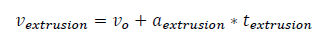 v_extrusion = v_o + a_extrusion * t_extrusion